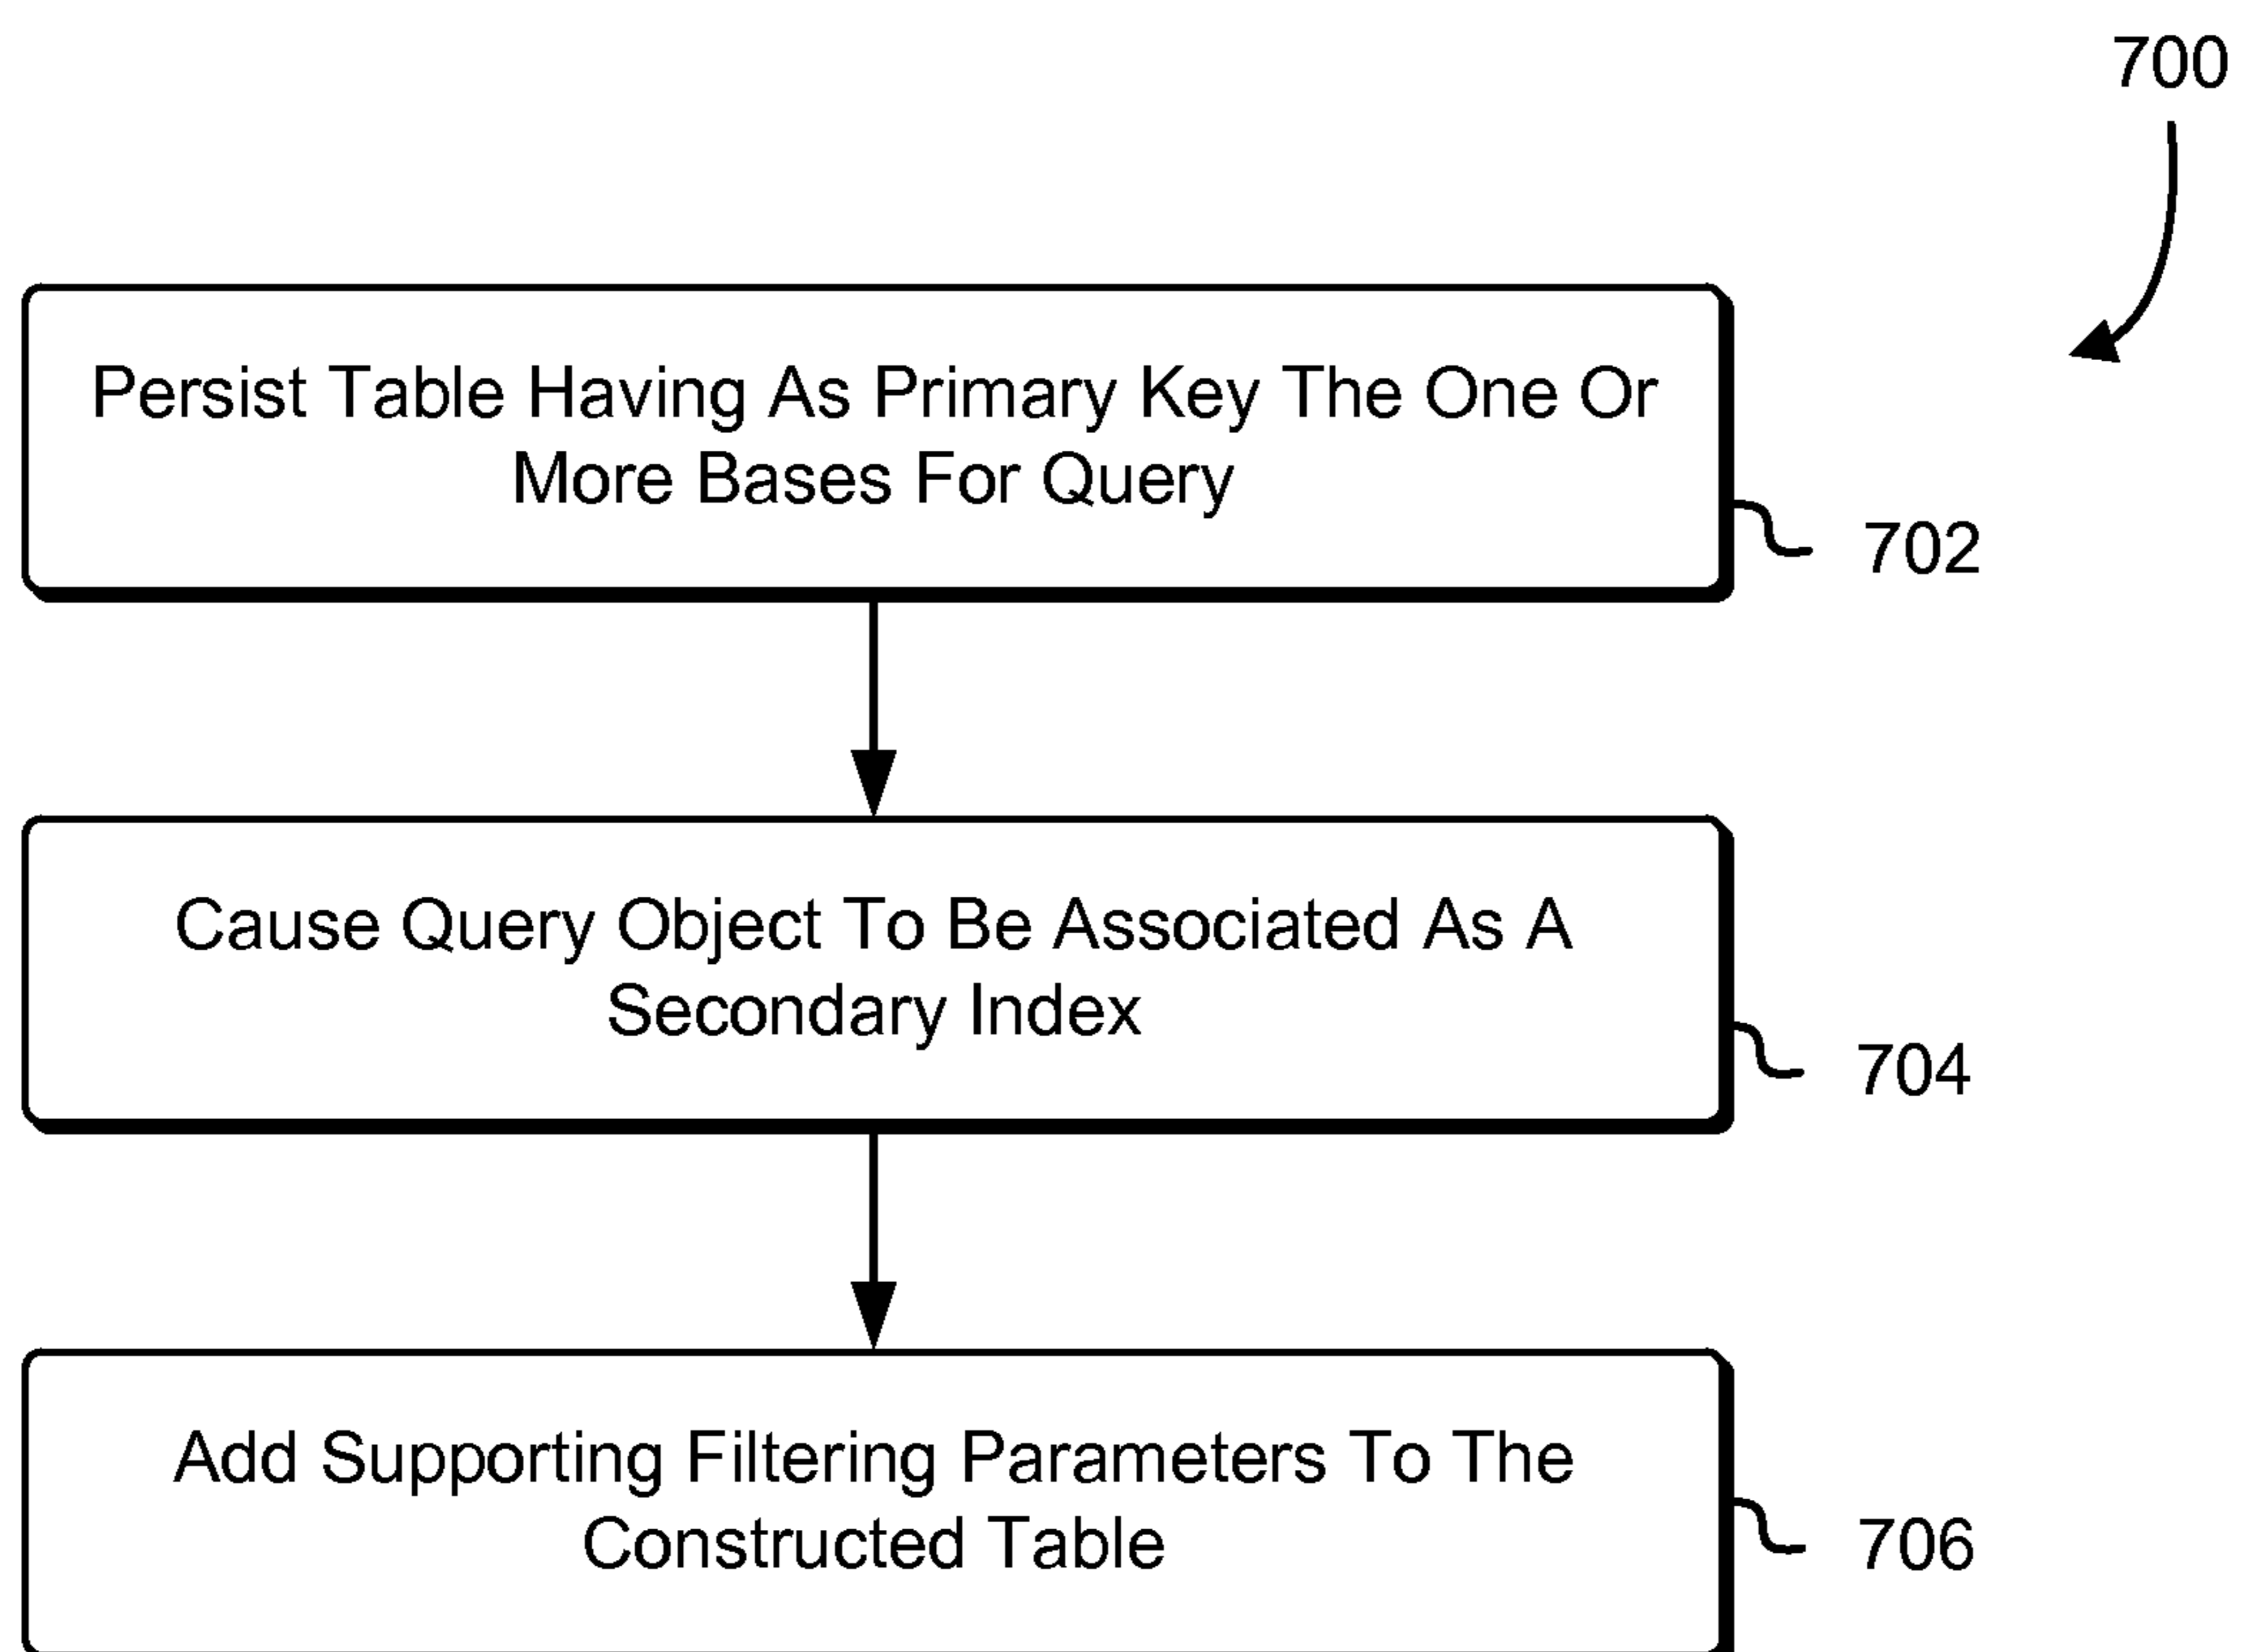 700
Persist Table Having As Primary Key The One Or
More Bases For Query
702
Cause Query Object To Be Associated As A
Secondary Index
704
Add Supporting Filtering Parameters To The
Constructed Table
706